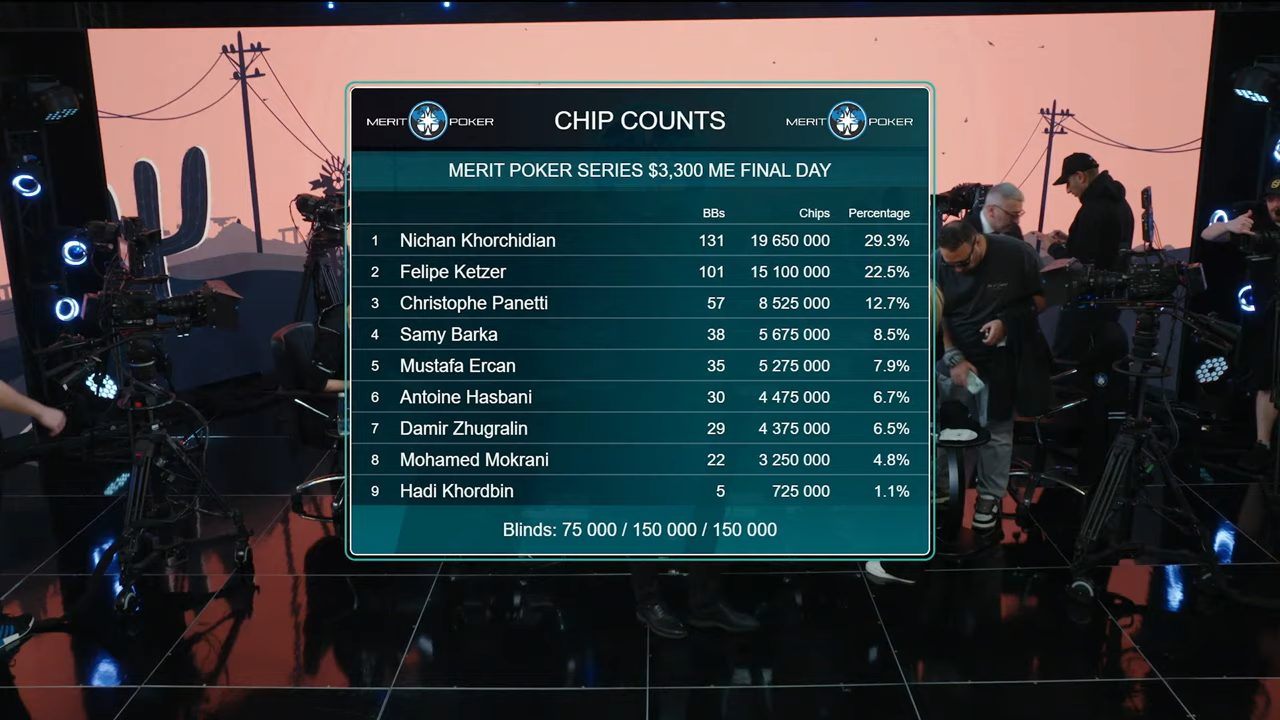 MERIT POKER CHIP COUNTS MERIT POKER
MERIT POKER SERIES $3,300 ME FINAL DAY
BBs Chips Percentage
1 Nichan Khorchidian 131 19 650 000 29.3%
2 Felipe Ketzer 101 15 100 000 22.5%
3 Christophe Panetti 57 8 525 000 12.7%
4 Samy Barka 38 5 675 000 8.5%
5 Mustafa Ercan 35 5 275 000 7.9%
6 Antoine Hasbani 30 4 475 000 6.7%
7 Damir Zhugralin 29 4 375 000 6.5%
8 Mohamed Mokrani 22 3 250 000 4.8%
9 Hadi Khordbin 5 725 000 1.1%
Blinds: 75 000 / 150 000 / 150 000